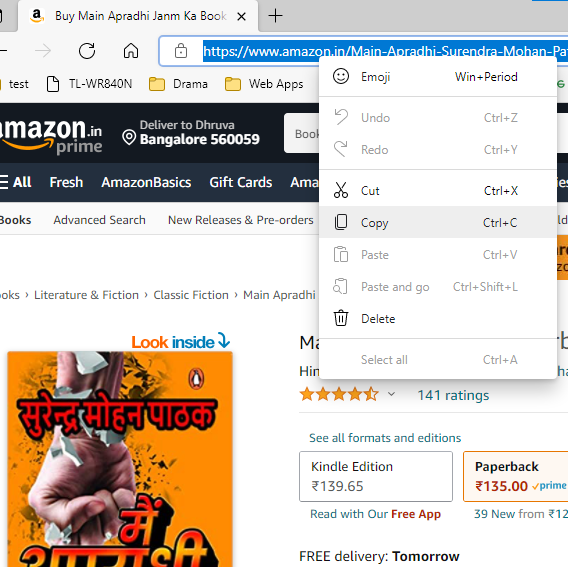 Buy Main Apradhi Janm Ka Book
https://www.amazon.in/Main-Apradhi-Surendra-Mohan-Pat
test TL-WR840N Drama Web Apps
Emoji Win+Period
Undo Ctrl+Z
Redo Ctrl+Y
Cut Ctrl+X
Copy Ctrl+C
Paste Ctrl+V
Paste and go Ctrl+Shift+L
Delete
Select all Ctrl+A
amazon.in
prime
Deliver to Dhruva
Bangalore 560059
Book
All Fresh AmazonBasics Gift Cards Ama
Books Advanced Search New Releases & Pre-orders
oks › Literature & Fiction › Classic Fiction › Main Apradhi
Look inside
Ma
Hin
141 ratings
See all formats and editions
Kindle Edition
₹139.65
Paperback
₹135.00 prime
Read with Our Free App
39 New from ₹12
FREE delivery: Tomorrow
सुरेन्द्र मोहन पाठक
मैं
अपराधी